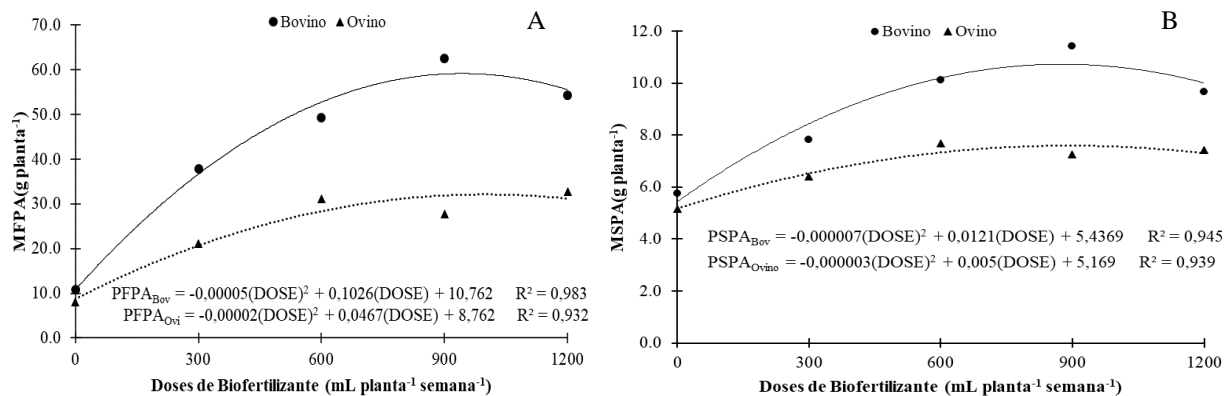 A
Bovino Ovino
70.0
60.0
50.0
40.0
30.0
20.0
10.0
0.0
MFPA(g planta⁻¹)
PFPA_Bov = -0,00005(DOSE)² + 0,1026(DOSE) + 10,762 R² = 0,983
PFPA_Ovi = -0,00002(DOSE)² + 0,0467(DOSE) + 8,762 R² = 0,932
0 300 600 900 1200
Doses de Biofertilizante (mL planta⁻¹ semana⁻¹)
B
Bovino Ovino
12.0
10.0
8.0
6.0
4.0
2.0
0.0
MSPA(g planta⁻¹)
PSPA_Bov = -0,000007(DOSE)² + 0,0121(DOSE) + 5,4369 R² = 0,945
PSPA_Ovino = -0,000003(DOSE)² + 0,005(DOSE) + 5,169 R² = 0,939
0 300 600 900 1200
Doses de Biofertilizante (mL planta⁻¹ semana⁻¹)